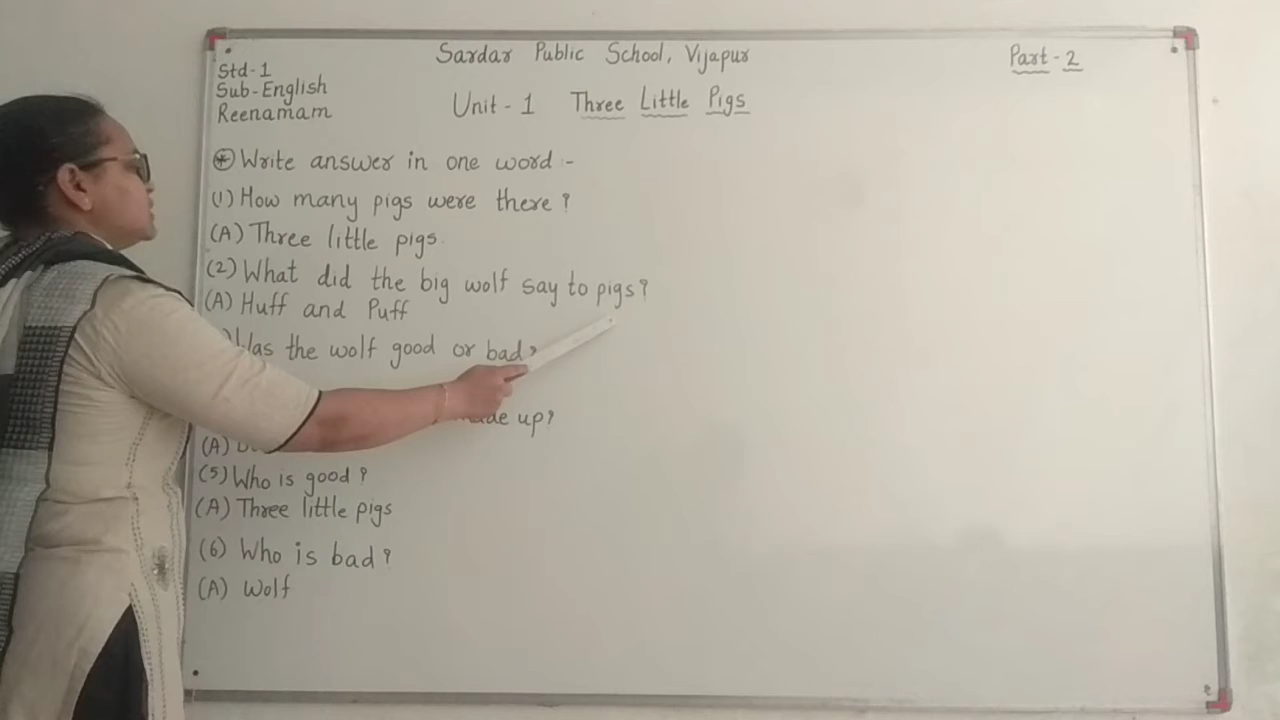 Sardar Public School, Vijapur
Part-2
Std-1
Sub-English
Reenamam
Unit-1 Three Little Pigs
* Write answer in one word:-
(1) How many pigs were there?
(A) Three little pigs.
(2) What did the big wolf say to pigs?
(A) Huff and Puff
Was the wolf good or bad?
up?
(A)
(5) Who is good?
(A) Three little pigs
(6) Who is bad?
(A) Wolf